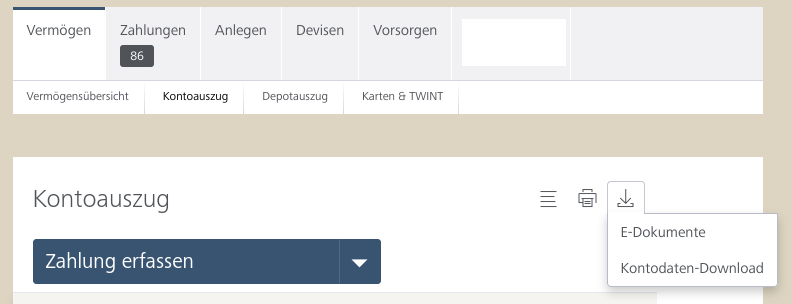 Vermögen Zahlungen Anlegen Devisen Vorsorgen
86
Vermögensübersicht Kontoauszug Depotauszug Karten & TWINT
Kontoauszug
E-Dokumente
Zahlung erfassen
Kontodaten-Download